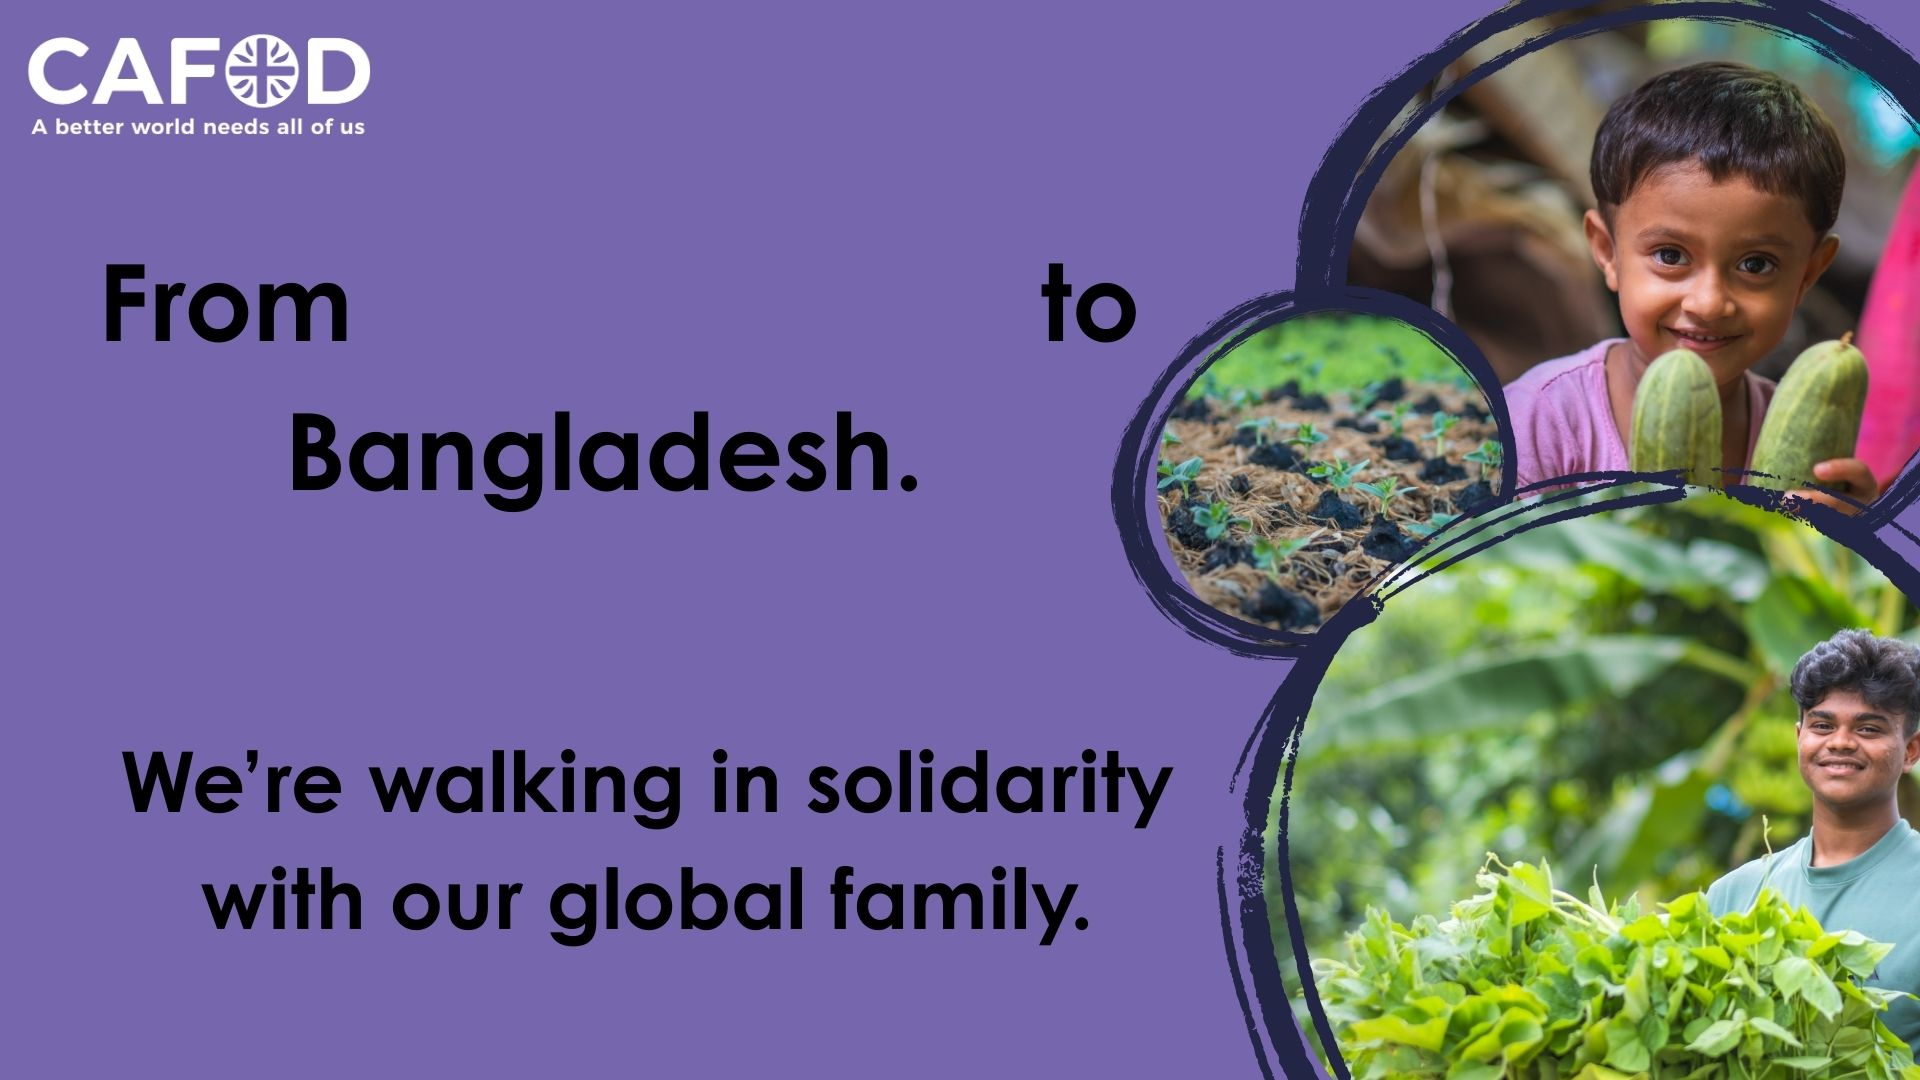 CAFOD
A better world needs all of us
From to
Bangladesh.
We’re walking in solidarity
with our global family.